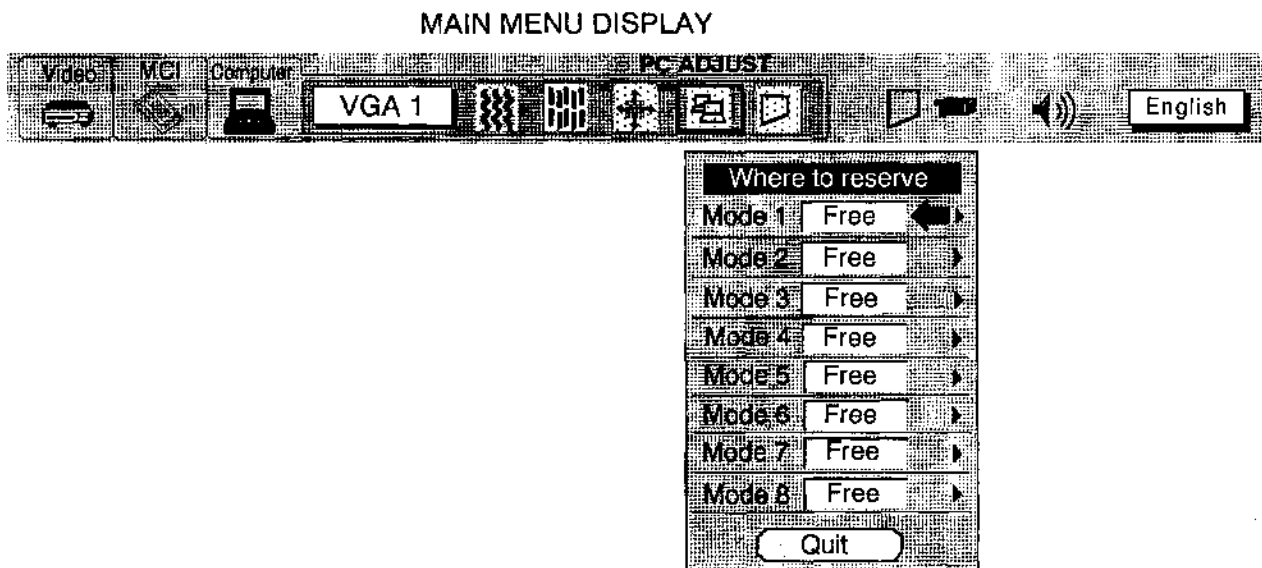 MAIN MENU DISPLAY
PC ADJUST
Video MCI Computer VGA 1 English
Where to reserve
Mode 1 Free
Mode 2 Free
Mode 3 Free
Mode 4 Free
Mode 5 Free
Mode 6 Free
Mode 7 Free
Mode 8 Free
Quit